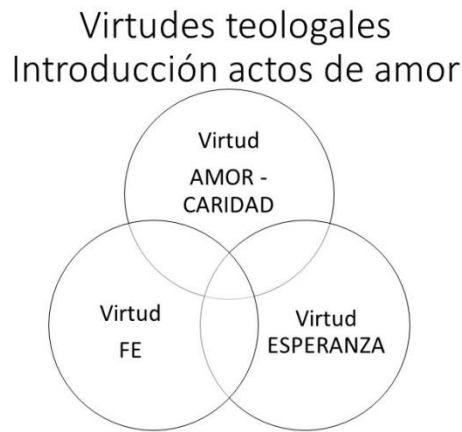 Virtudes teologales
Introducción actos de amor
Virtud
AMOR -
CARIDAD
Virtud
FE
Virtud
ESPERANZA